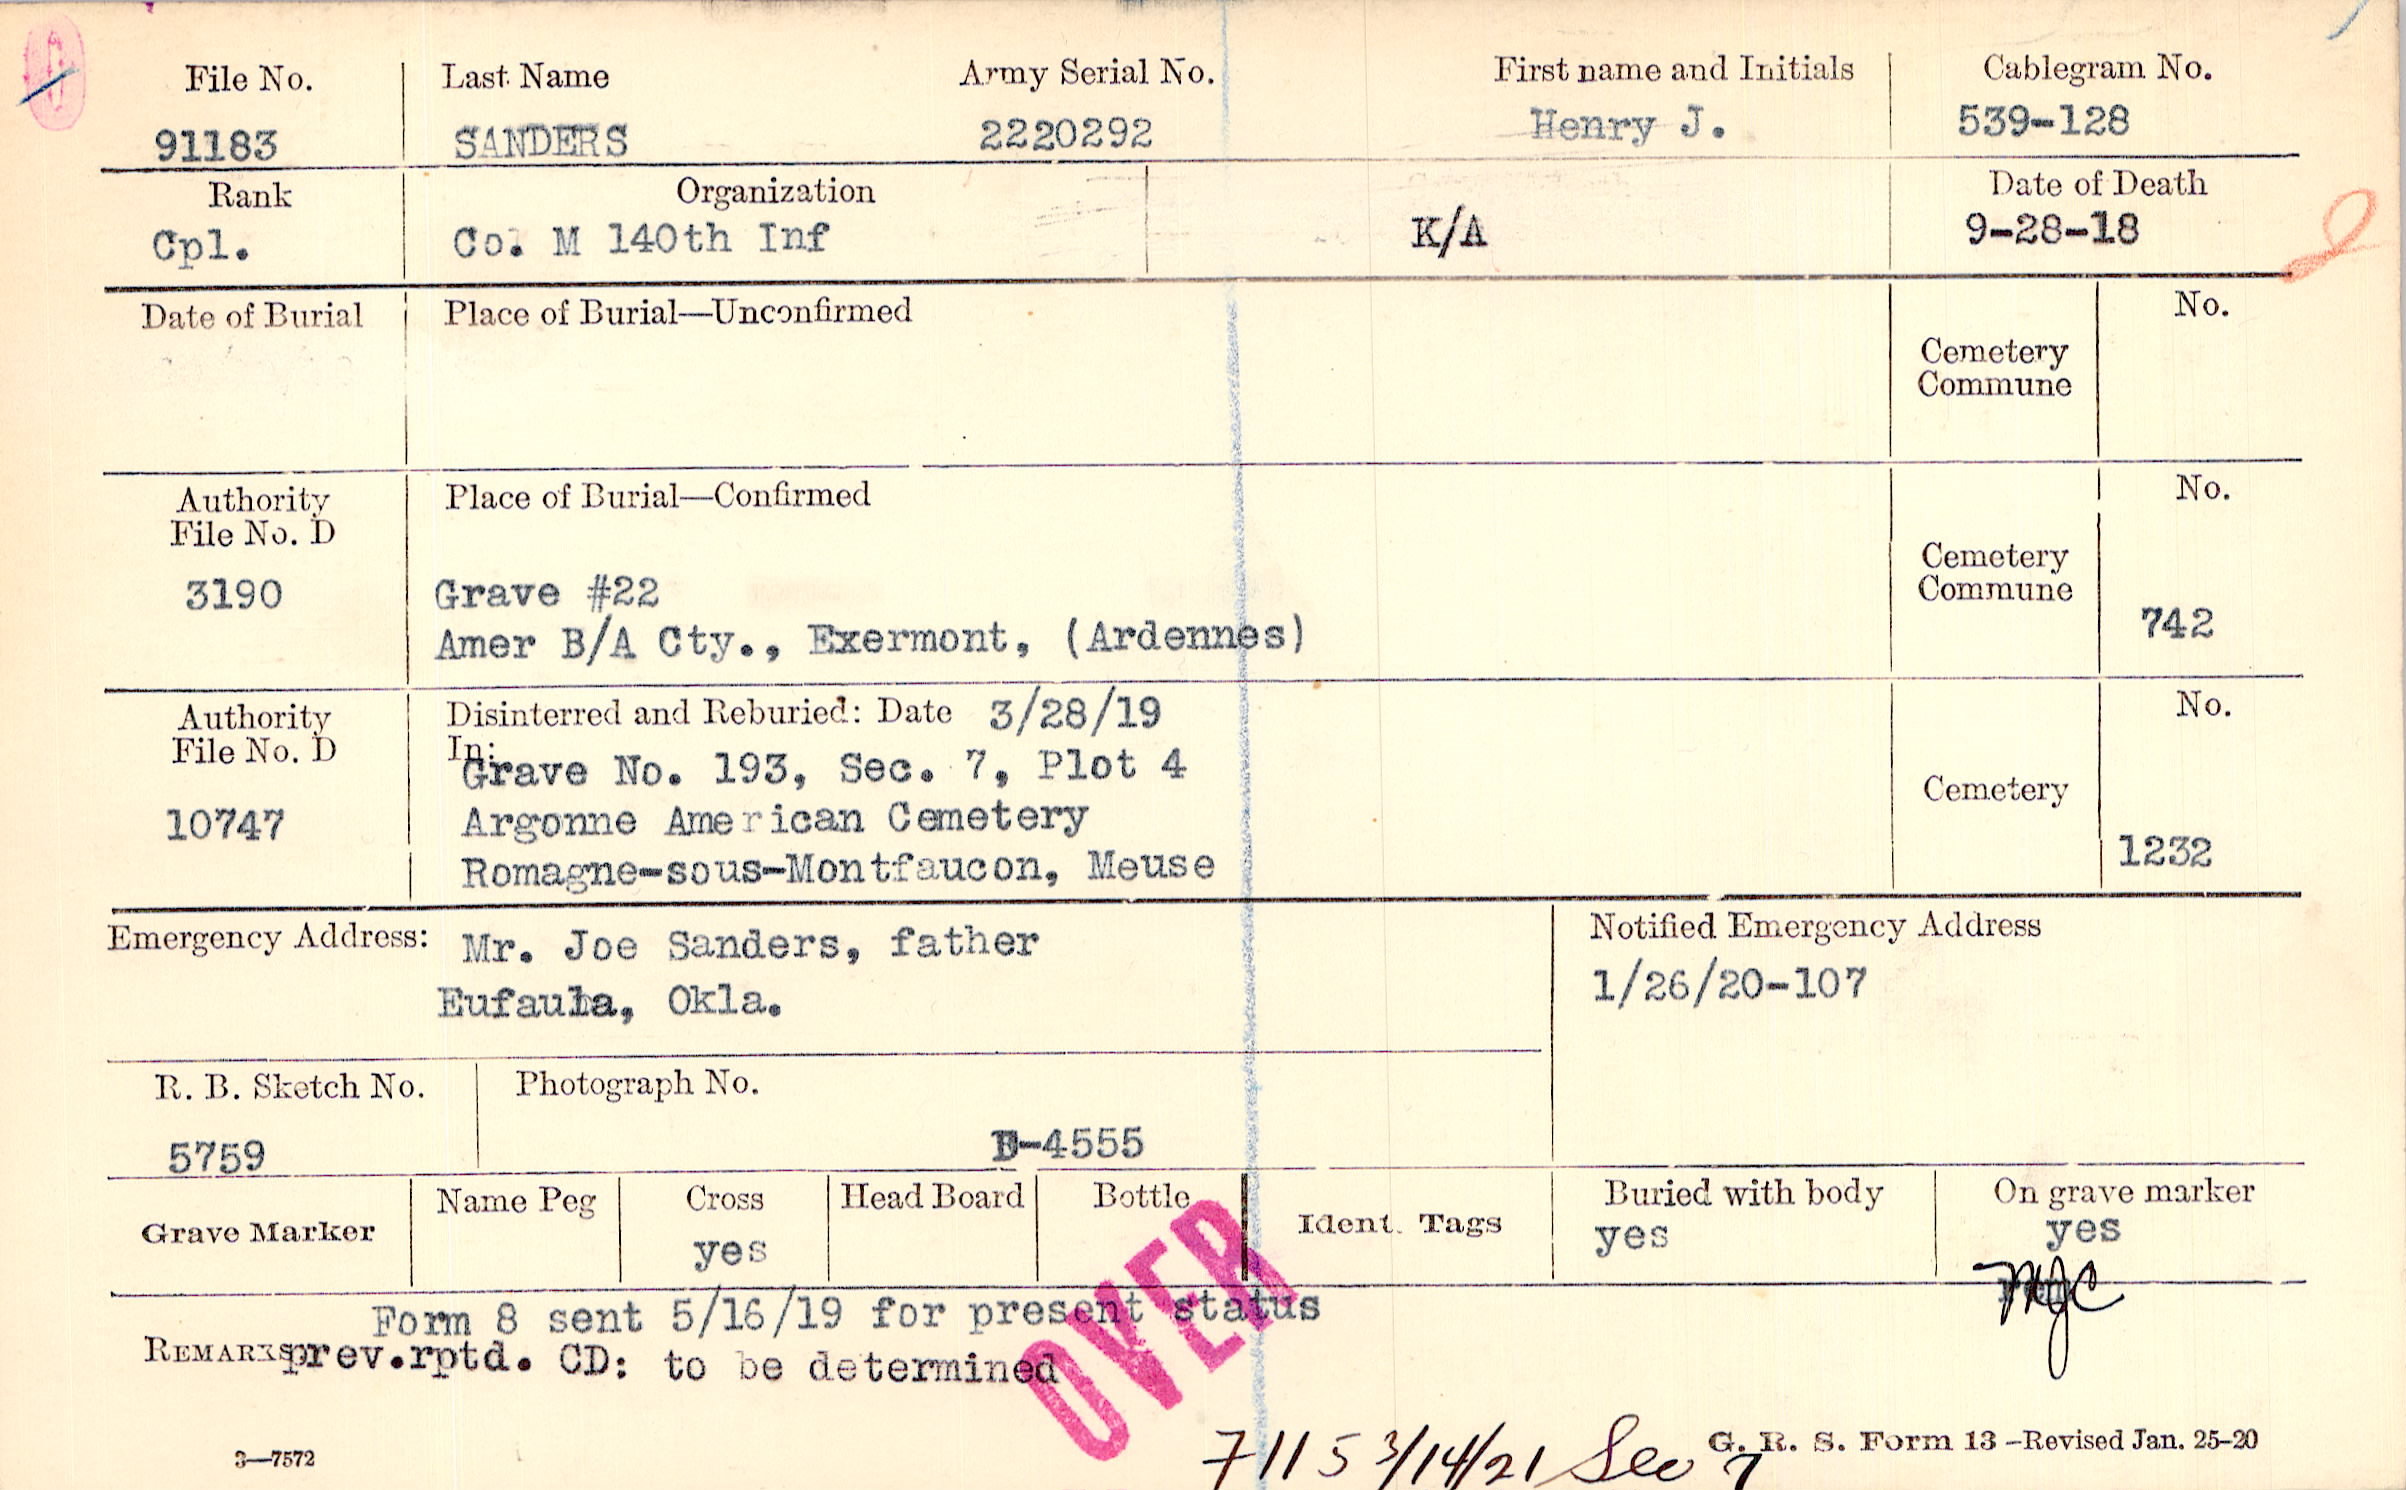 File No. Last Name Army Serial No. First name and Initials Cablegram No.
91183 SANDERS 2220292 Henry J. 539-128
Rank Organization Date of Death
Cpl. Co. M 140th Inf K/A 9-28-18
Date of Burial Place of Burial—Unconfirmed No.
Cemetery
Commune
Authority Place of Burial—Confirmed No.
File No. D
Cemetery
Commune
3190 Grave #22
Amer B/A Cty., Exermont, (Ardennes) 742
Authority Disinterred and Reburied: Date 3/28/19 No.
File No. D In:
Grave No. 193, Sec. 7, Plot 4
Cemetery
10747 Argonne American Cemetery
Romagne-sous-Montfaucon, Meuse 1232
Emergency Address: Mr. Joe Sanders, father Notified Emergency Address
Eufaula, Okla. 1/26/20-107
R. B. Sketch No. Photograph No.
5759 -4555
Grave Marker Name Peg Cross Head Board Bottle Ident. Tags Buried with body On grave marker
yes yes yes
MJC
Form 8 sent 5/16/19 for present status
REMARKS prev.rptd. CD: to be determined
OVER
7115 3/14/21 Sec 7
G. R. S. Form 13—Revised Jan. 25-20
3—7572